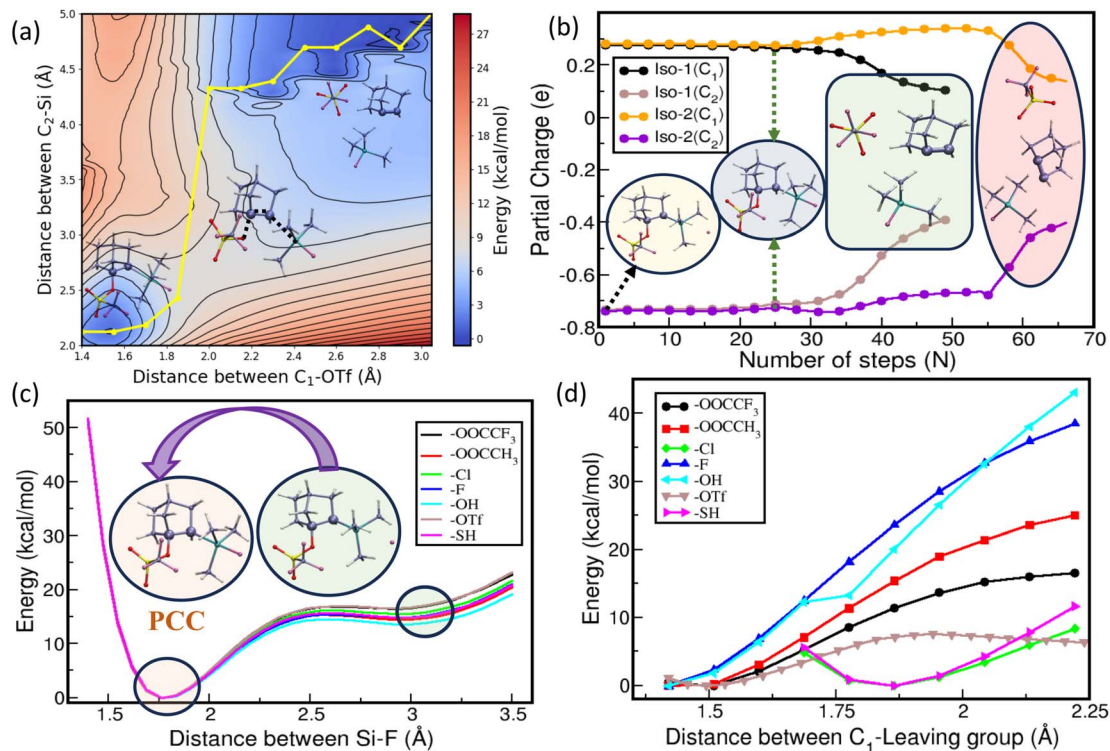 (a)
Distance between C₂-Si (Å)
5.0
4.5
4.0
3.5
3.0
2.5
2.0
1.4
1.6
1.8
2.0
2.2
2.4
2.6
2.8
3.0
Distance between C₁-OTf (Å)
27
24
21
18
15
12
9
6
3
0
Energy (kcal/mol)
(b)
Partial Charge (e)
0.2
0
-0.2
-0.4
-0.6
-0.8
Iso-1(C₁)
Iso-1(C₂)
Iso-2(C₁)
Iso-2(C₂)
0
10
20
30
40
50
60
70
Number of steps (N)
(c)
Energy (kcal/mol)
50
40
30
20
10
0
-OOCCF₃
-OOCCH₃
-Cl
-F
-OH
-OTf
-SH
PCC
1.5
2
2.5
3
3.5
Distance between Si-F (Å)
(d)
Energy (kcal/mol)
40
30
20
10
0
-OOCCF₃
-OOCCH₃
-Cl
-F
-OH
-OTf
-SH
1.5
1.75
2
2.25
Distance between C₁-Leaving group (Å)